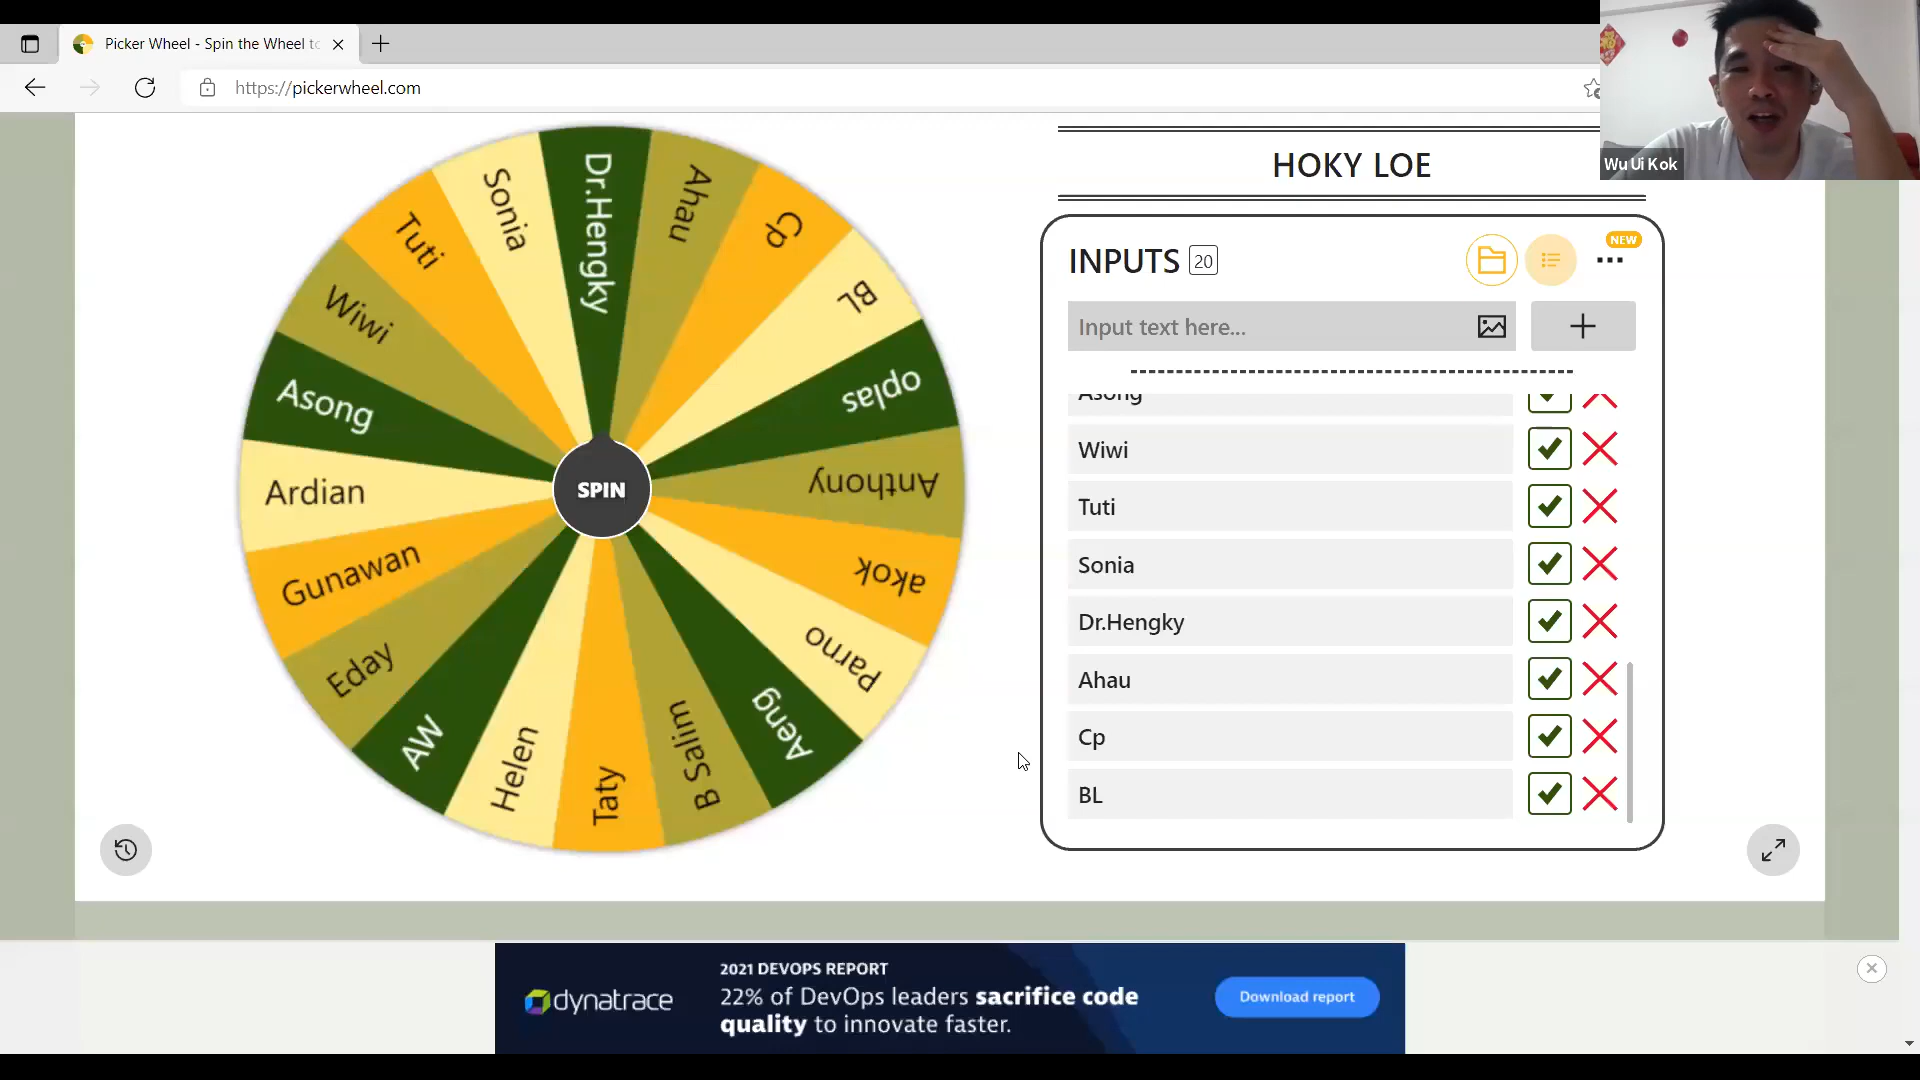 Picker Wheel - Spin the Wheel to
https://pickerwheel.com
Wu Ui Kok
Dr.Hengky
Ahau
Cp
BL
oplas
Anthony
akok
Parno
Aeng
B Salim
Taty
Helen
AW
Eday
Gunawan
Ardian
Asong
Wiwi
Tuti
Sonia
SPIN
HOKY LOE
INPUTS 20
NEW
Input text here...
Asong
Wiwi
Tuti
Sonia
Dr.Hengky
Ahau
Cp
BL
dynatrace
2021 DEVOPS REPORT
22% of DevOps leaders sacrifice code
quality to innovate faster.
Download report